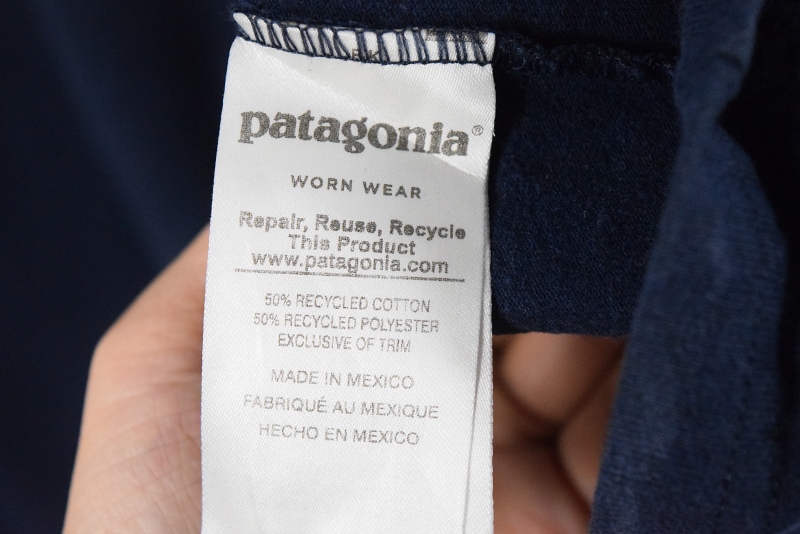 patagonia®
WORN WEAR
Repair, Reuse, Recycle
This Product
www.patagonia.com
50% RECYCLED COTTON
50% RECYCLED POLYESTER
EXCLUSIVE OF TRIM
MADE IN MEXICO
FABRIQUÉ AU MEXIQUE
HECHO EN MEXICO